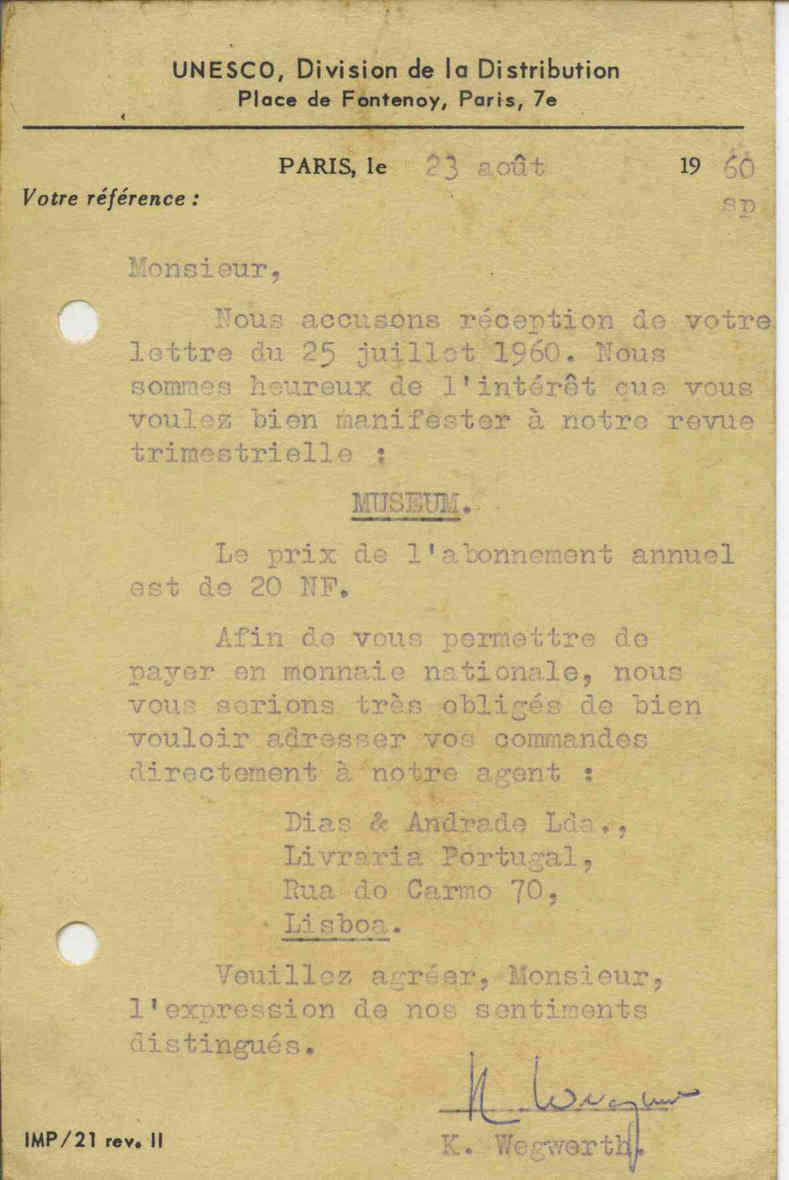 UNESCO, Division de la Distribution
Place de Fontenoy, Paris, 7e
PARIS, le 23 août 1960
Votre référence :
sp
Monsieur,
Nous accusons réception de votre
lettre du 25 juillet 1960. Nous
sommes heureux de l'intérêt que vous
voulez bien manifester à notre revue
trimestrielle :
MUSEUM.
Le prix de l'abonnement annuel
est de 20 NF.
Afin de vous permettre de
payer en monnaie nationale, nous
vous serions très obligés de bien
vouloir adresser vos commandes
directement à notre agent :
Dias & Andrade Lda.,
Livraria Portugal,
Rua do Carmo 70,
Lisboa.
Veuillez agréer, Monsieur,
l'expression de nos sentiments
distingués.
K. Wegwerth
IMP/21 rev. II
K. Wegwerth.